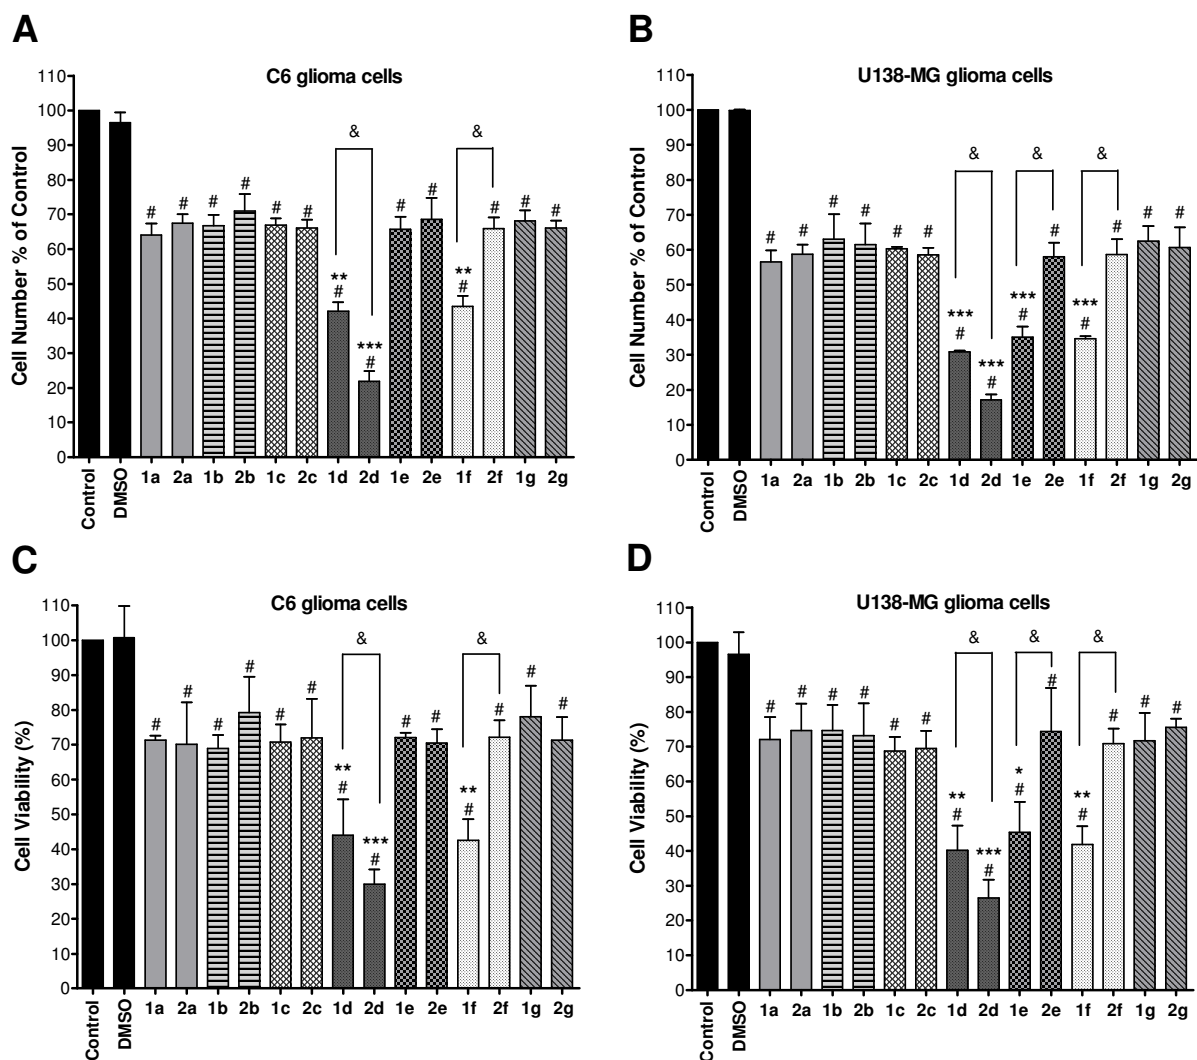 A
C6 glioma cells
Cell Number % of Control
110
100
90
80
70
60
50
40
30
20
10
0
& &
# # # # # # ** # *** # # # ** # # # #
Control DMSO 1a 2a 1b 2b 1c 2c 1d 2d 1e 2e 1f 2f 1g 2g
B
U138-MG glioma cells
Cell Number % of Control
110
100
90
80
70
60
50
40
30
20
10
0
& & &
# # # # # # *** # *** # *** # # *** # # # #
Control DMSO 1a 2a 1b 2b 1c 2c 1d 2d 1e 2e 1f 2f 1g 2g
C
C6 glioma cells
Cell Viability (%)
110
100
90
80
70
60
50
40
30
20
10
0
& &
# # # # # # ** # *** # # # ** # # # #
Control DMSO 1a 2a 1b 2b 1c 2c 1d 2d 1e 2e 1f 2f 1g 2g
D
U138-MG glioma cells
Cell Viability (%)
110
100
90
80
70
60
50
40
30
20
10
0
& & &
# # # # # # ** # *** # * # # ** # # # #
Control DMSO 1a 2a 1b 2b 1c 2c 1d 2d 1e 2e 1f 2f 1g 2g